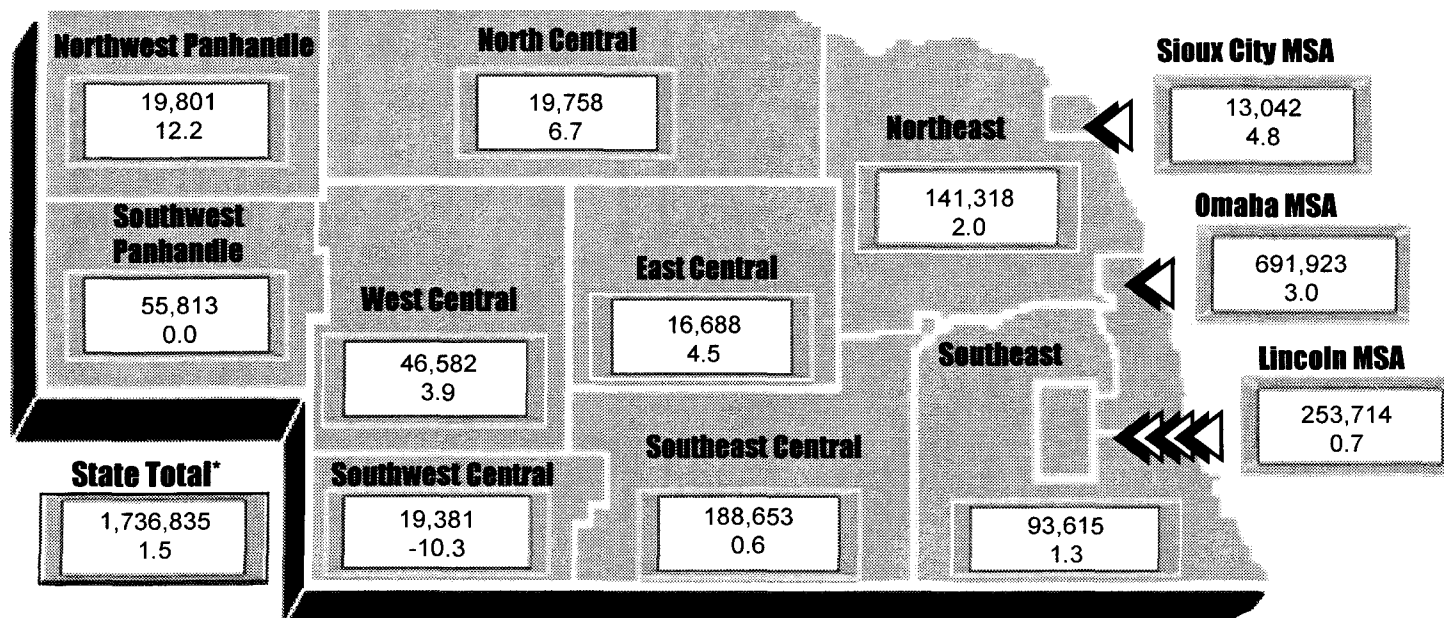 Northwest Panhandle
19,801
12.2
North Central
19,758
6.7
Sioux City MSA
13,042
4.8
Northeast
141,318
2.0
Omaha MSA
691,923
3.0
Southwest
Panhandle
55,813
0.0
West Central
46,582
3.9
East Central
16,688
4.5
Southeast
93,615
1.3
Lincoln MSA
253,714
0.7
State Total*
1,736,835
1.5
Southwest Central
19,381
-10.3
Southeast Central
188,653
0.6